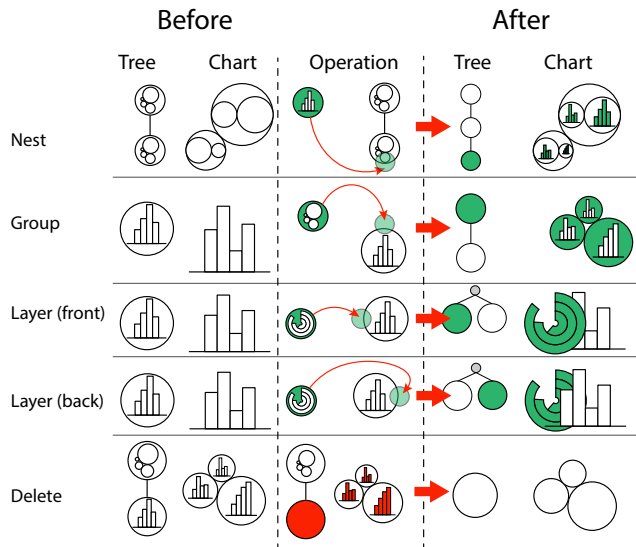 Before
After
Tree
Chart
Operation
Tree
Chart
Nest
Group
Layer (front)
Layer (back)
Delete